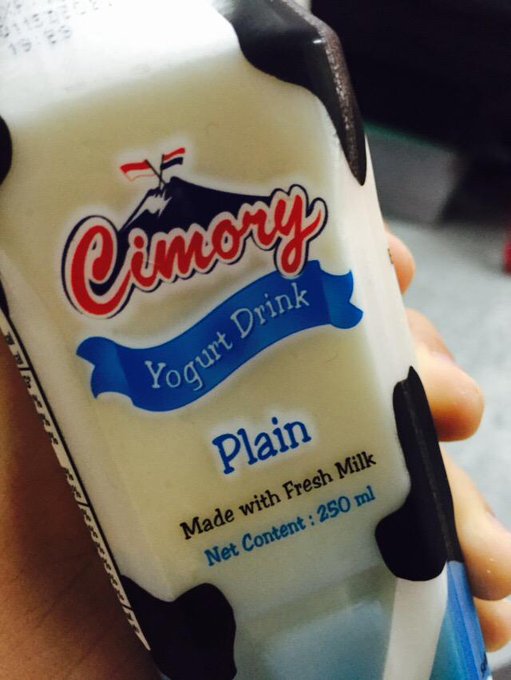 Cimory
Yogurt Drink
Plain
Made with Fresh Milk
Net Content : 250 ml